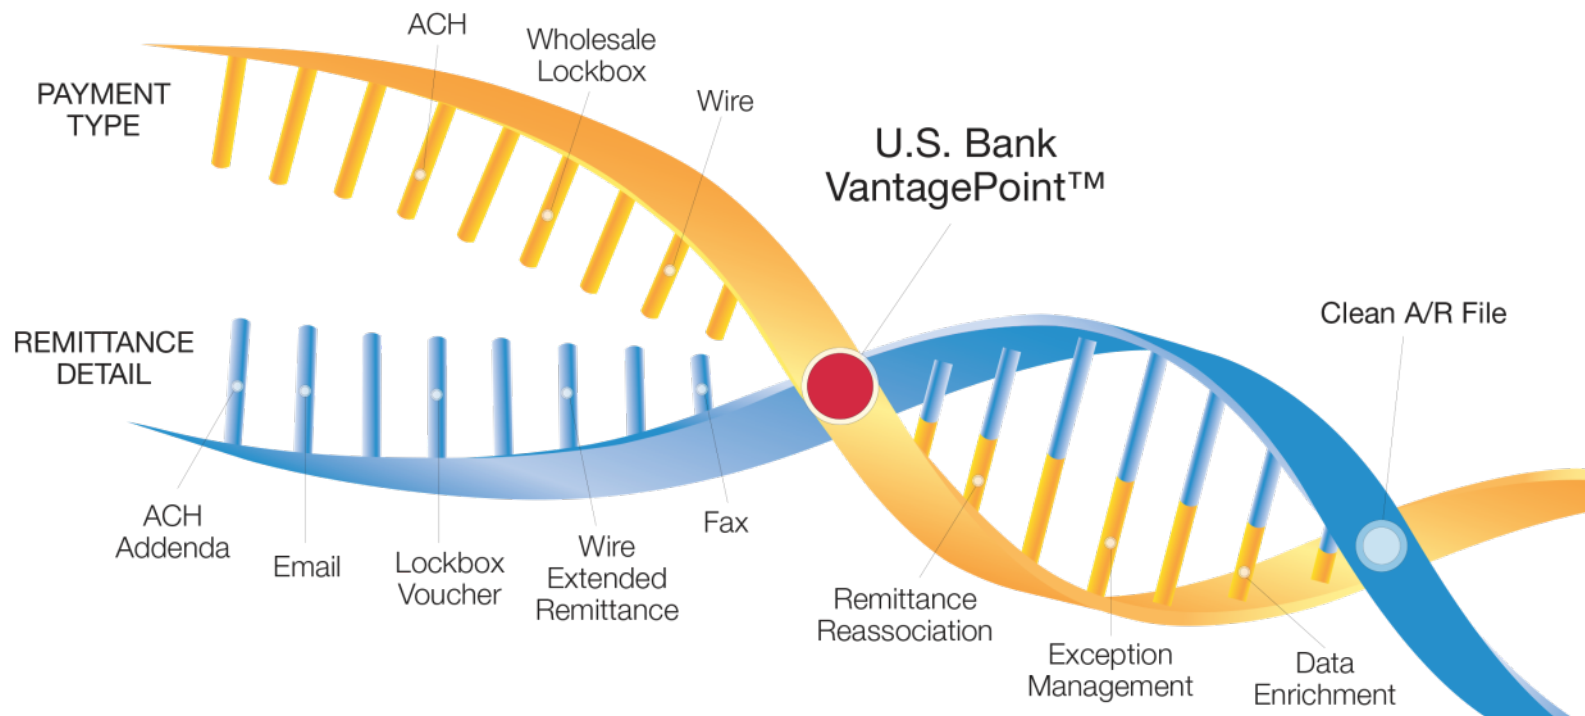 ACH
Wholesale
Lockbox
Wire
PAYMENT
TYPE
U.S. Bank
VantagePoint™
Clean A/R File
REMITTANCE
DETAIL
ACH
Addenda
Email
Lockbox
Voucher
Wire
Extended
Remittance
Fax
Remittance
Reassociation
Exception
Management
Data
Enrichment